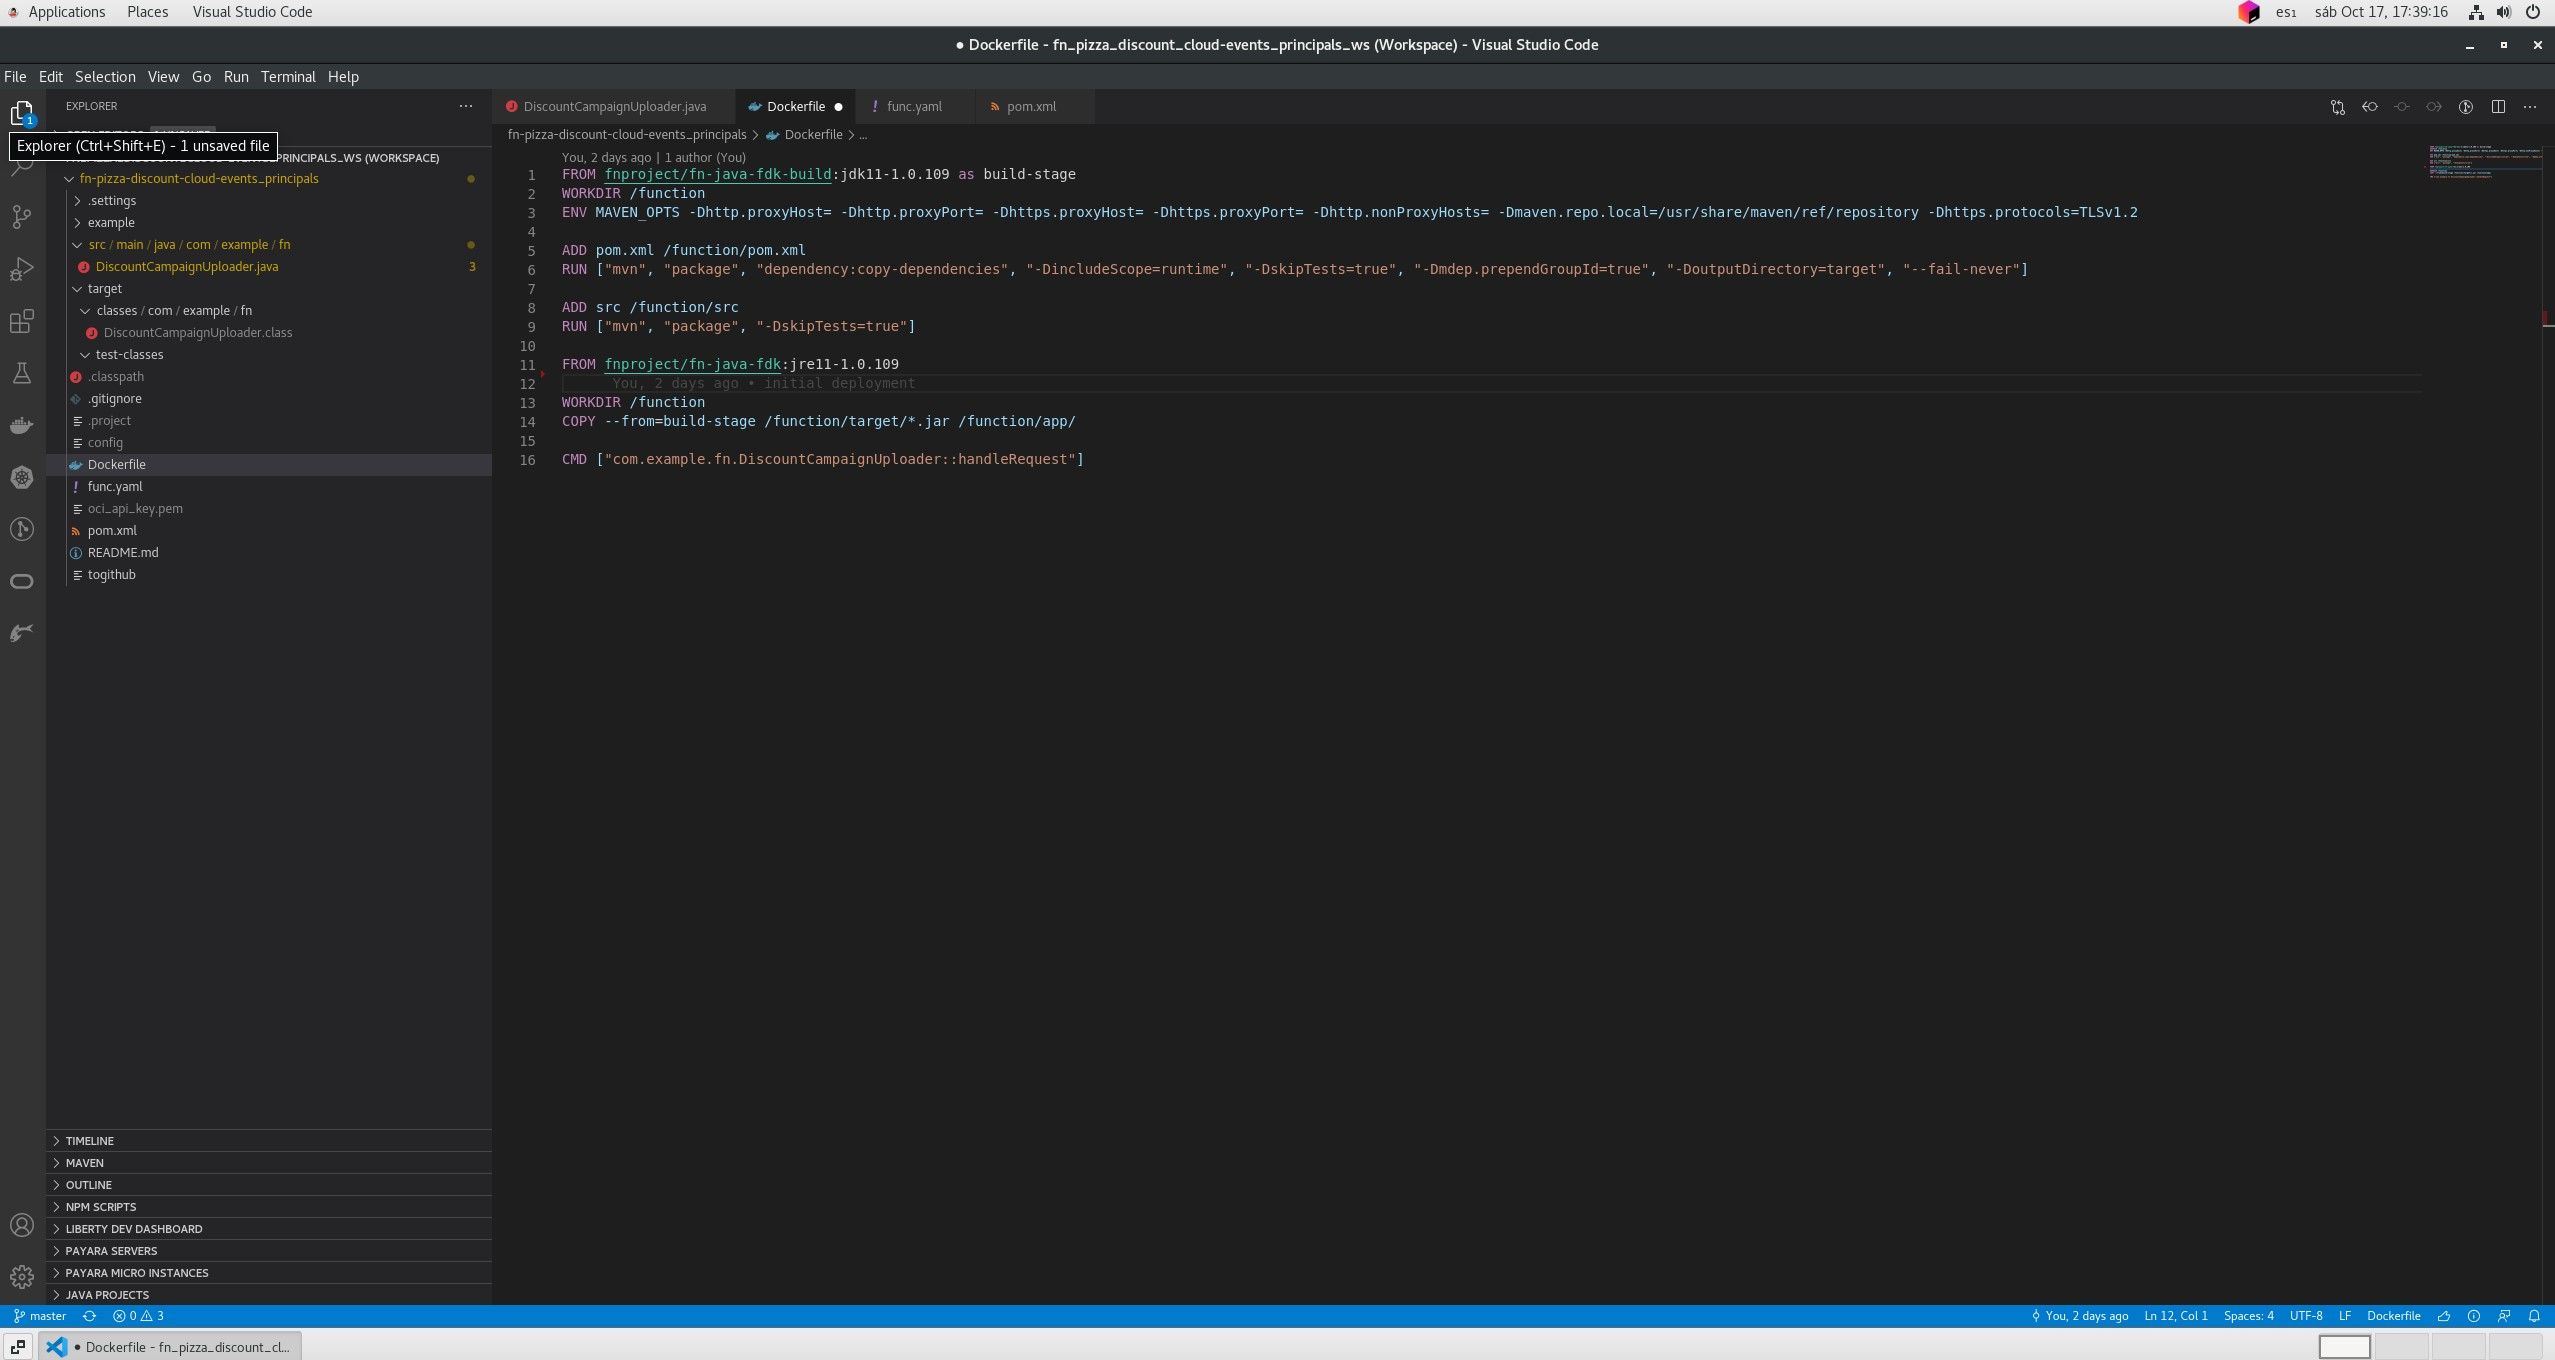 Applications Places Visual Studio Code es₁ sáb Oct 17, 17:39:16
● Dockerfile - fn_pizza_discount_cloud-events_principals_ws (Workspace) - Visual Studio Code
File Edit Selection View Go Run Terminal Help
EXPLORER
1
Explorer (Ctrl+Shift+E) - 1 unsaved file
PRINCIPALS_WS (WORKSPACE)
fn-pizza-discount-cloud-events_principals
.settings
example
src / main / java / com / example / fn
DiscountCampaignUploader.java 3
target
classes / com / example / fn
DiscountCampaignUploader.class
test-classes
.classpath
.gitignore
.project
config
Dockerfile
func.yaml
oci_api_key.pem
pom.xml
README.md
togithub
TIMELINE
MAVEN
OUTLINE
NPM SCRIPTS
LIBERTY DEV DASHBOARD
PAYARA SERVERS
PAYARA MICRO INSTANCES
JAVA PROJECTS
DiscountCampaignUploader.java Dockerfile ● func.yaml pom.xml
fn-pizza-discount-cloud-events_principals > Dockerfile > ...
You, 2 days ago | 1 author (You)
1 FROM fnproject/fn-java-fdk-build:jdk11-1.0.109 as build-stage
2 WORKDIR /function
3 ENV MAVEN_OPTS -Dhttp.proxyHost= -Dhttp.proxyPort= -Dhttps.proxyHost= -Dhttps.proxyPort= -Dhttp.nonProxyHosts= -Dmaven.repo.local=/usr/share/maven/ref/repository -Dhttps.protocols=TLSv1.2
4
5 ADD pom.xml /function/pom.xml
6 RUN ["mvn", "package", "dependency:copy-dependencies", "-DincludeScope=runtime", "-DskipTests=true", "-Dmdep.prependGroupId=true", "-DoutputDirectory=target", "--fail-never"]
7
8 ADD src /function/src
9 RUN ["mvn", "package", "-DskipTests=true"]
10
11 FROM fnproject/fn-java-fdk:jre11-1.0.109
12 You, 2 days ago • initial deployment
13 WORKDIR /function
14 COPY --from=build-stage /function/target/*.jar /function/app/
15
16 CMD ["com.example.fn.DiscountCampaignUploader::handleRequest"]
master 0 3 You, 2 days ago Ln 12, Col 1 Spaces: 4 UTF-8 LF Dockerfile
● Dockerfile - fn_pizza_discount_cl...